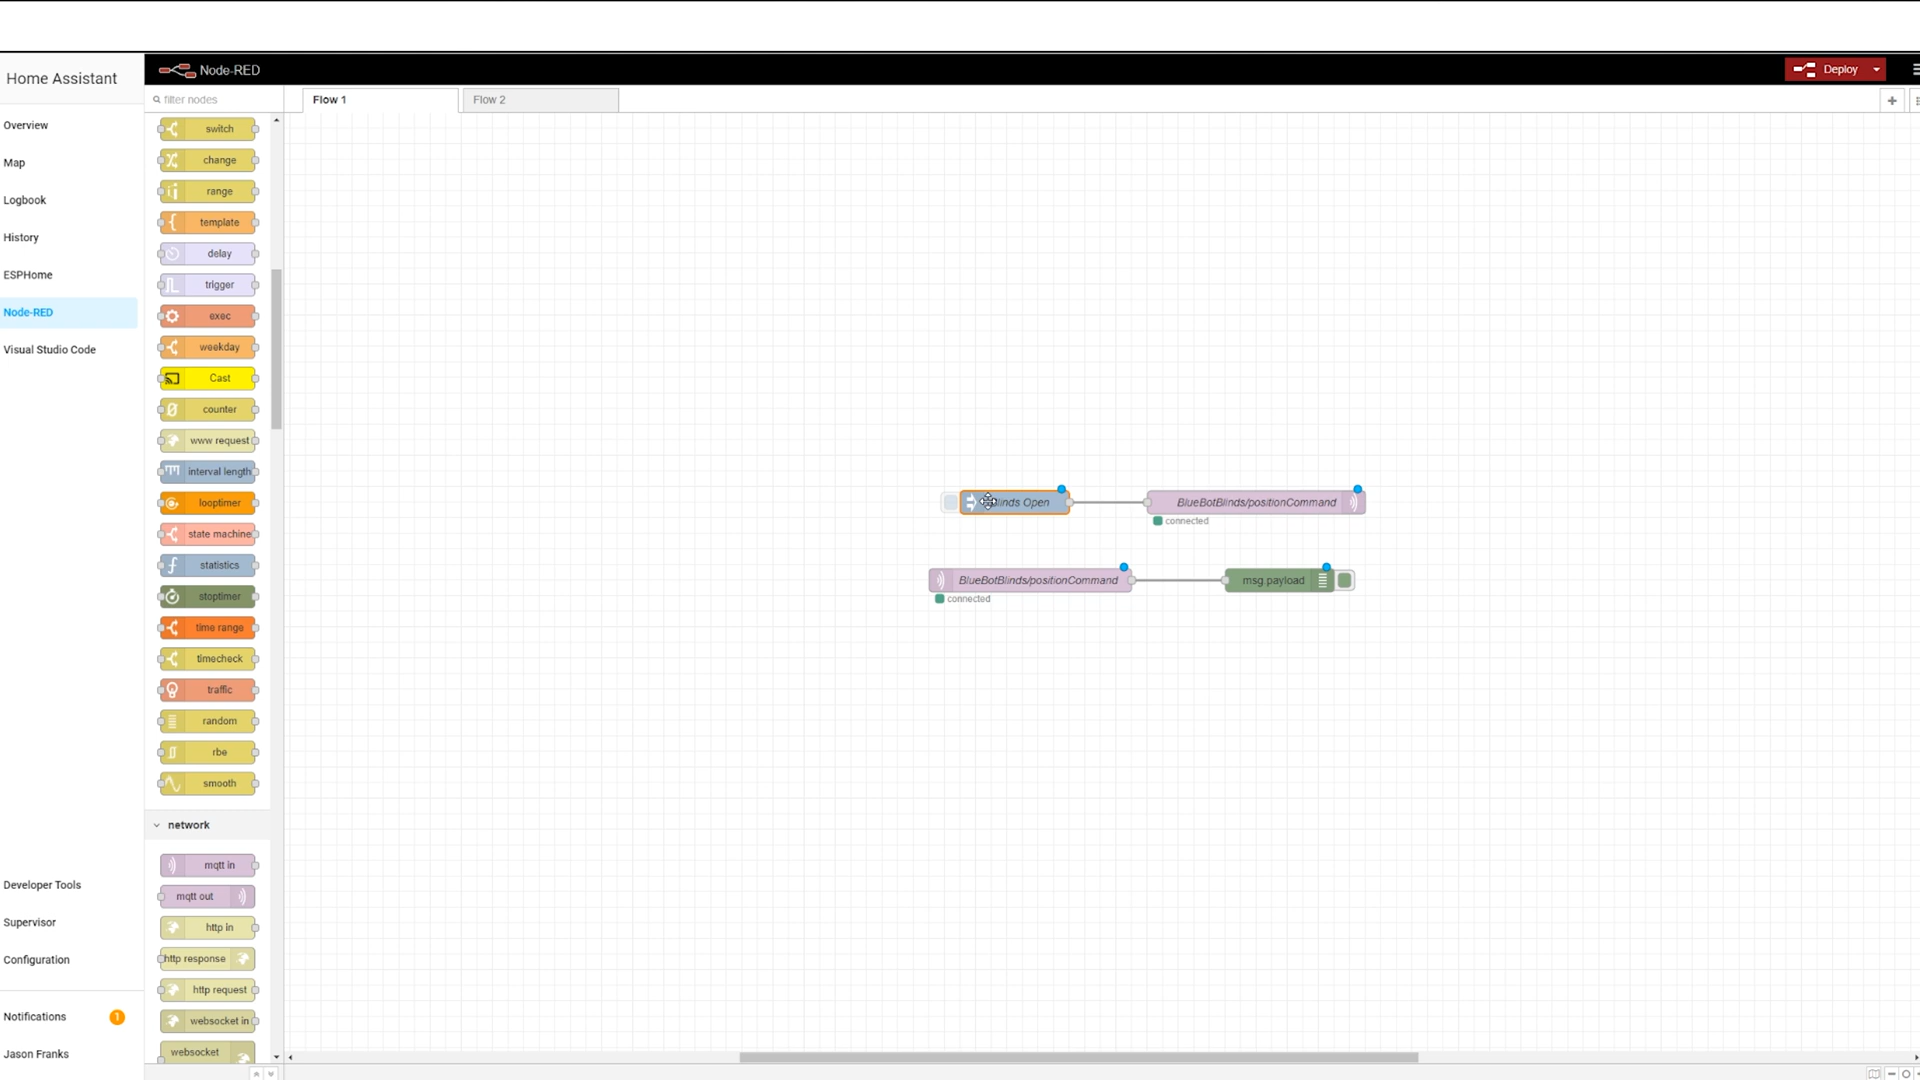 Home Assistant
Node-RED
Deploy
filter nodes
Flow 1
Flow 2
Overview
Map
Logbook
History
ESPHome
Node-RED
Visual Studio Code
switch
change
range
template
delay
trigger
exec
weekday
Cast
counter
www request
interval length
looptimer
state machine
statistics
stoptimer
time range
timecheck
traffic
random
rbe
smooth
network
mqtt in
mqtt out
http in
http response
http request
websocket in
websocket
Blinds Open
BlueBotBlinds/positionCommand
connected
BlueBotBlinds/positionCommand
msg.payload
connected
Developer Tools
Supervisor
Configuration
Notifications
1
Jason Franks